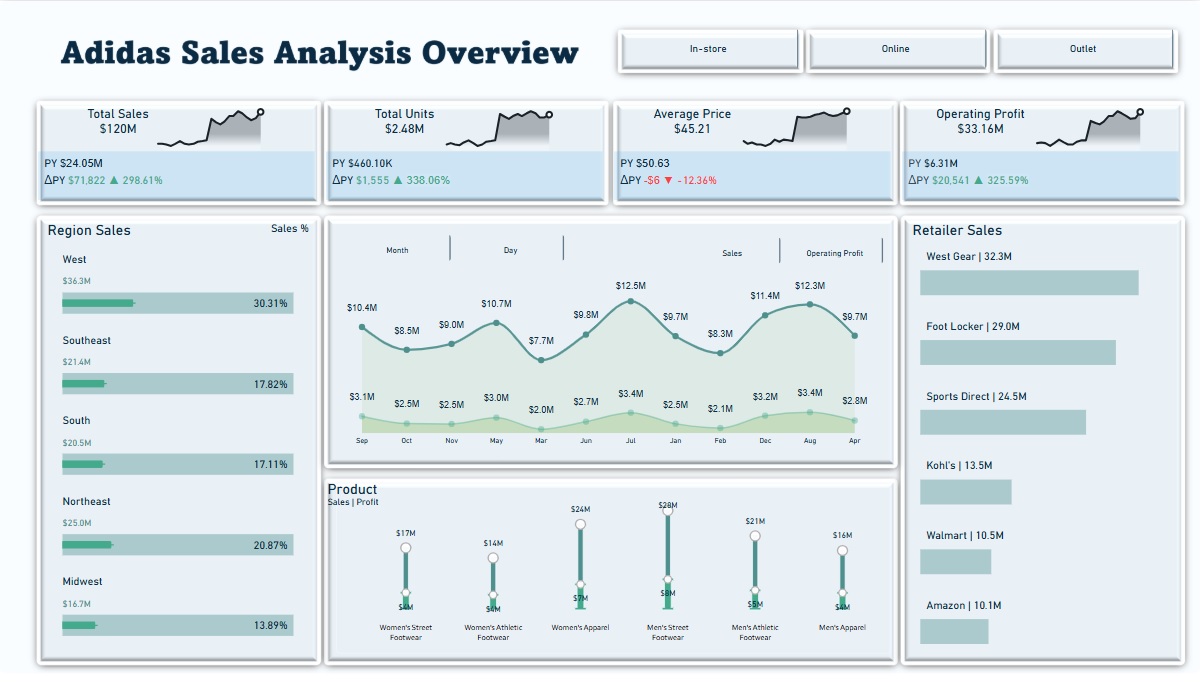 Adidas Sales Analysis Overview
In-store
Online
Outlet
Total Sales
$120M
PY $24.05M
ΔPY $71,822 ▲ 298.61%
Total Units
$2.48M
PY $460.10K
ΔPY $1,555 ▲ 338.06%
Average Price
$45.21
PY $50.63
ΔPY -$6 ▼ -12.36%
Operating Profit
$33.16M
PY $6.31M
ΔPY $20,541 ▲ 325.59%
Region Sales
Sales %
West
$36.3M
30.31%
Southeast
$21.4M
17.82%
South
$20.5M
17.11%
Northeast
$25.0M
20.87%
Midwest
$16.7M
13.89%
Month
Day
Sales
Operating Profit
$10.4M $8.5M $9.0M $10.7M $7.7M $9.8M $12.5M $9.7M $8.3M $11.4M $12.3M $9.7M
$3.1M $2.5M $2.5M $3.0M $2.0M $2.7M $3.4M $2.5M $2.1M $3.2M $3.4M $2.8M
Sep Oct Nov May Mar Jun Jul Jan Feb Dec Aug Apr
Product
Sales | Profit
$17M $14M $24M $28M $21M $16M
$4M $4M $7M $8M $5M $4M
Women's Street
Footwear
Women's Athletic
Footwear
Women's Apparel
Men's Street
Footwear
Men's Athletic
Footwear
Men's Apparel
Retailer Sales
West Gear | 32.3M
Foot Locker | 29.0M
Sports Direct | 24.5M
Kohl's | 13.5M
Walmart | 10.5M
Amazon | 10.1M